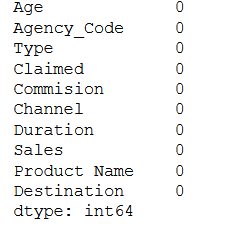 Age 0
Agency_Code 0
Type 0
Claimed 0
Commision 0
Channel 0
Duration 0
Sales 0
Product Name 0
Destination 0
dtype: int64